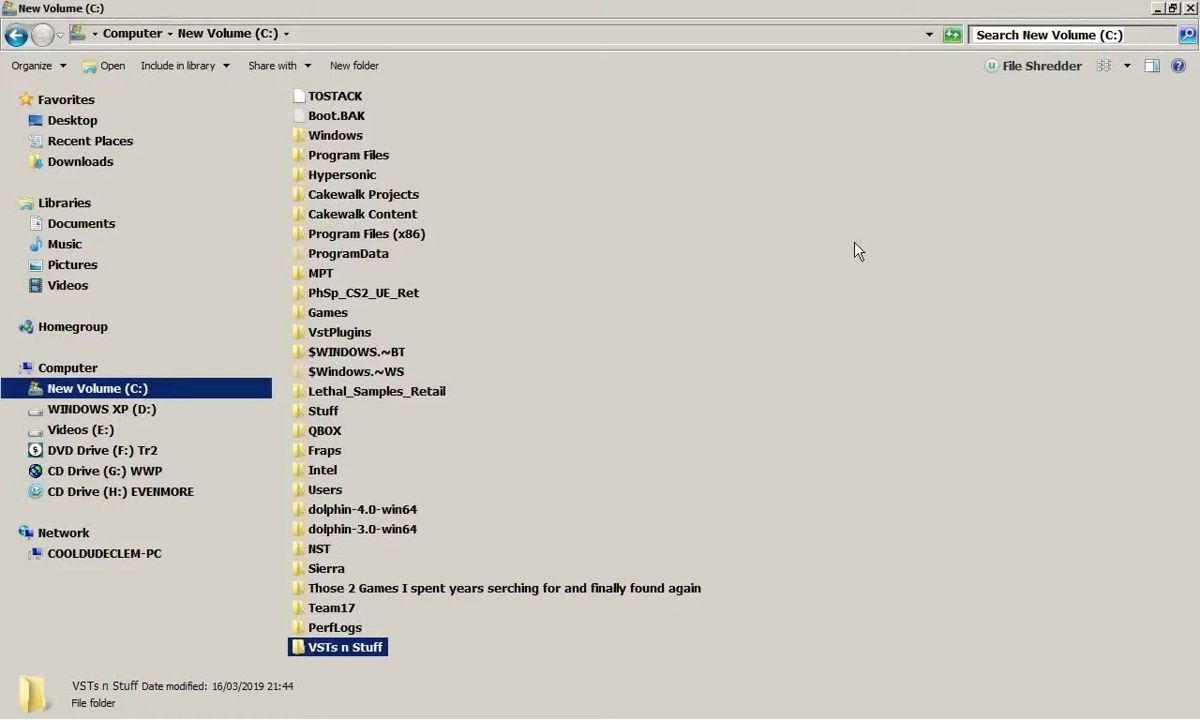 New Volume (C:)
Computer New Volume (C:)
Search New Volume (C:)
Organize Open Include in library Share with New folder File Shredder
Favorites
Desktop
Recent Places
Downloads
Libraries
Documents
Music
Pictures
Videos
Homegroup
Computer
New Volume (C:)
WINDOWS XP (D:)
Videos (E:)
DVD Drive (F:) Tr2
CD Drive (G:) WWP
CD Drive (H:) EVENMORE
Network
COOLDUDECLEM-PC
TOSTACK
Boot.BAK
Windows
Program Files
Hypersonic
Cakewalk Projects
Cakewalk Content
Program Files (x86)
ProgramData
MPT
PhSp_CS2_UE_Ret
Games
VstPlugins
$WINDOWS.~BT
$Windows.~WS
Lethal_Samples_Retail
Stuff
QBOX
Fraps
Intel
Users
dolphin-4.0-win64
dolphin-3.0-win64
NST
Sierra
Those 2 Games I spent years serching for and finally found again
Team17
PerfLogs
VSTs n Stuff
VSTs n Stuff Date modified: 16/03/2019 21:44
File folder